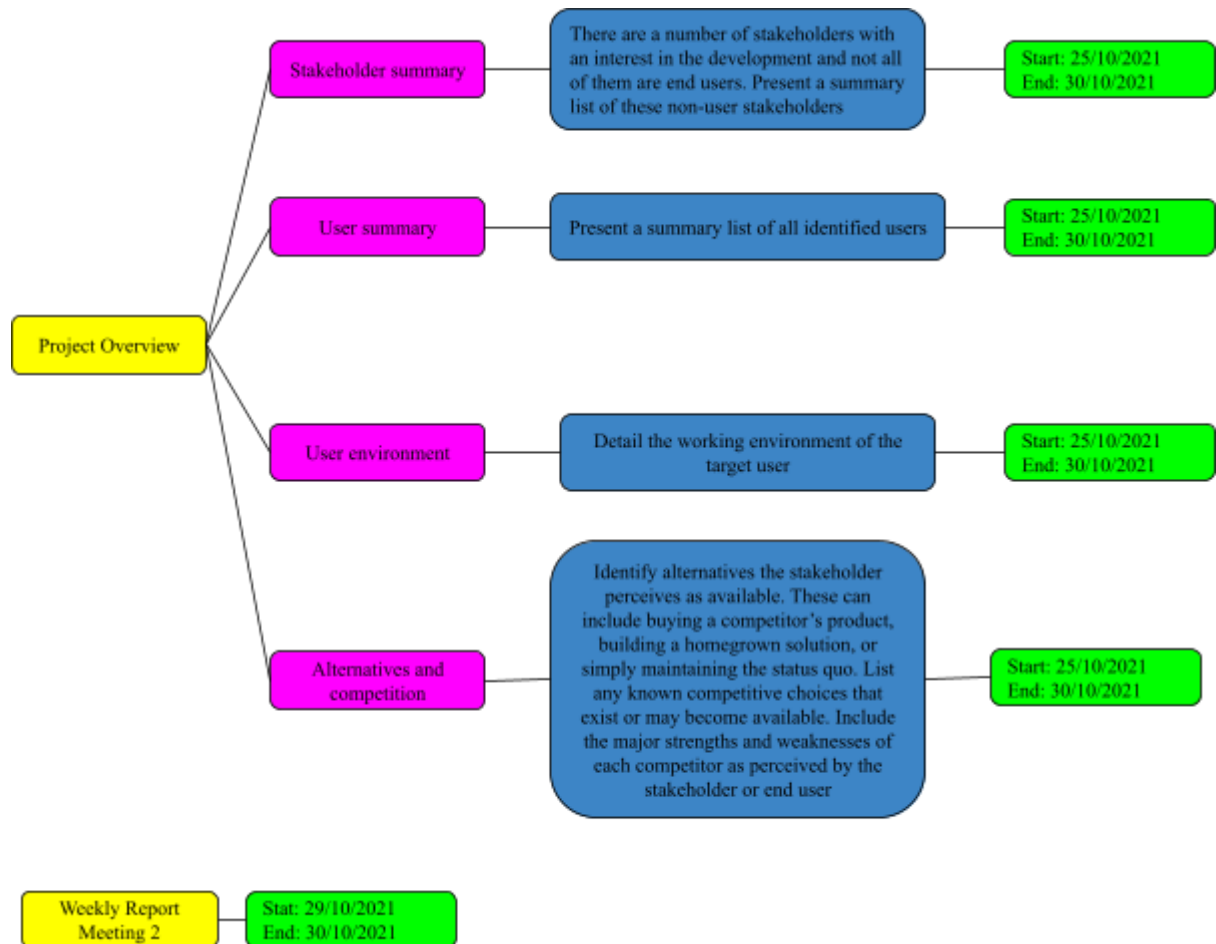 Stakeholder summary
There are a number of stakeholders with
an interest in the development and not all
of them are end users. Present a summary
list of these non-user stakeholders
Start: 25/10/2021
End: 30/10/2021
User summary
Present a summary list of all identified users
Start: 25/10/2021
End: 30/10/2021
Project Overview
User environment
Detail the working environment of the
target user
Start: 25/10/2021
End: 30/10/2021
Alternatives and
competition
Identify alternatives the stakeholder
perceives as available. These can
include buying a competitor’s product,
building a homegrown solution, or
simply maintaining the status quo. List
any known competitive choices that
exist or may become available. Include
the major strengths and weaknesses of
each competitor as perceived by the
stakeholder or end user
Start: 25/10/2021
End: 30/10/2021
Weekly Report
Meeting 2
Stat: 29/10/2021
End: 30/10/2021